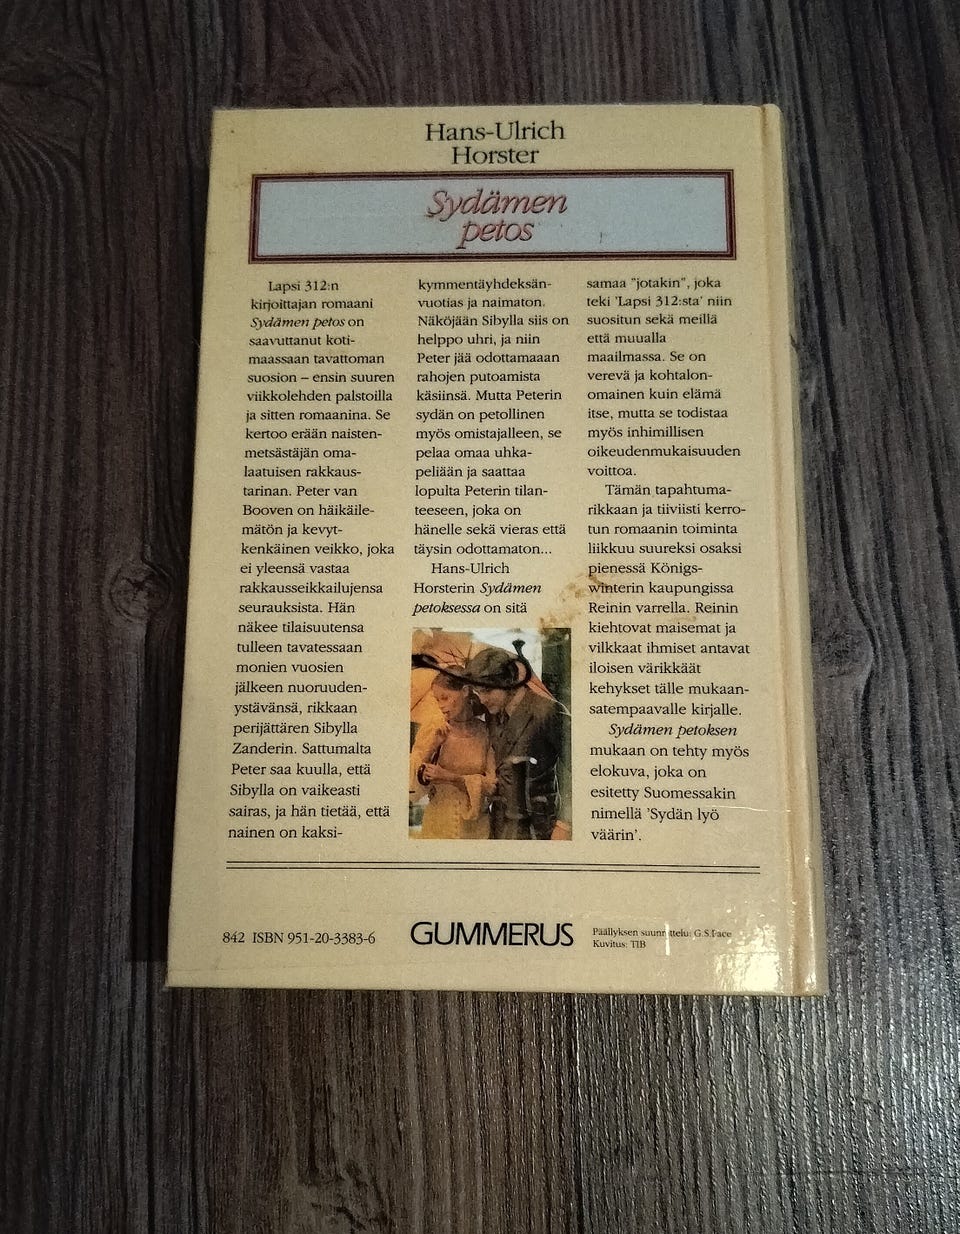 Hans-Ulrich
Horster
Sydämen
petos
Lapsi 312:n
kirjoittajan romaani
Sydämen petos on
saavuttanut koti-
maassaan tavattoman
suosion – ensin suuren
viikkolehden palstoilla
ja sitten romaanina. Se
kertoo erään naisten-
metsästäjän oma-
laatuisen rakkaus-
tarinan. Peter van
Booven on häikäile-
mätön ja kevyt-
kenkäinen veikko, joka
ei yleensä vastaa
rakkausseikkailujensa
seurauksista. Hän
näkee tilaisuutensa
tulleen tavatessaan
monien vuosien
jälkeen nuoruuden-
ystävänsä, rikkaan
perijättären Sibylla
Zanderin. Sattumalta
Peter saa kuulla, että
Sibylla on vaikeasti
sairas, ja hän tietää, että
nainen on kaksi-
kymmentäyhdeksän-
vuotias ja naimaton.
Näköjään Sibylla siis on
helppo uhri, ja niin
Peter jää odottamaaan
rahojen putoamista
käsiinsä. Mutta Peterin
sydän on petollinen
myös omistajalleen, se
pelaa omaa uhka-
peliään ja saattaa
lopulta Peterin tilan-
teeseen, joka on
hänelle sekä vieras että
täysin odottamaton...
Hans-Ulrich
Horsterin Sydämen
petoksessa on sitä
samaa "jotakin", joka
teki 'Lapsi 312:sta' niin
suositun sekä meillä
että muualla
maailmassa. Se on
verevä ja kohtalon-
omainen kuin elämä
itse, mutta se todistaa
myös inhimillisen
oikeudenmukaisuuden
voittoa.
Tämän tapahtuma-
rikkaan ja tiiviisti kerro-
tun romaanin toiminta
liikkuu suureksi osaksi
pienessä Königs-
winterin kaupungissa
Reinin varrella. Reinin
kiehtovat maisemat ja
vilkkaat ihmiset antavat
iloisen värikkäät
kehykset tälle mukaan-
satempaavalle kirjalle.
Sydämen petoksen
mukaan on tehty myös
elokuva, joka on
esitetty Suomessakin
nimellä 'Sydän lyö
väärin'.
842 ISBN 951-20-3383-6
GUMMERUS
Päällyksen suunnittelu: G.S.Pace
Kuvitus: TIB